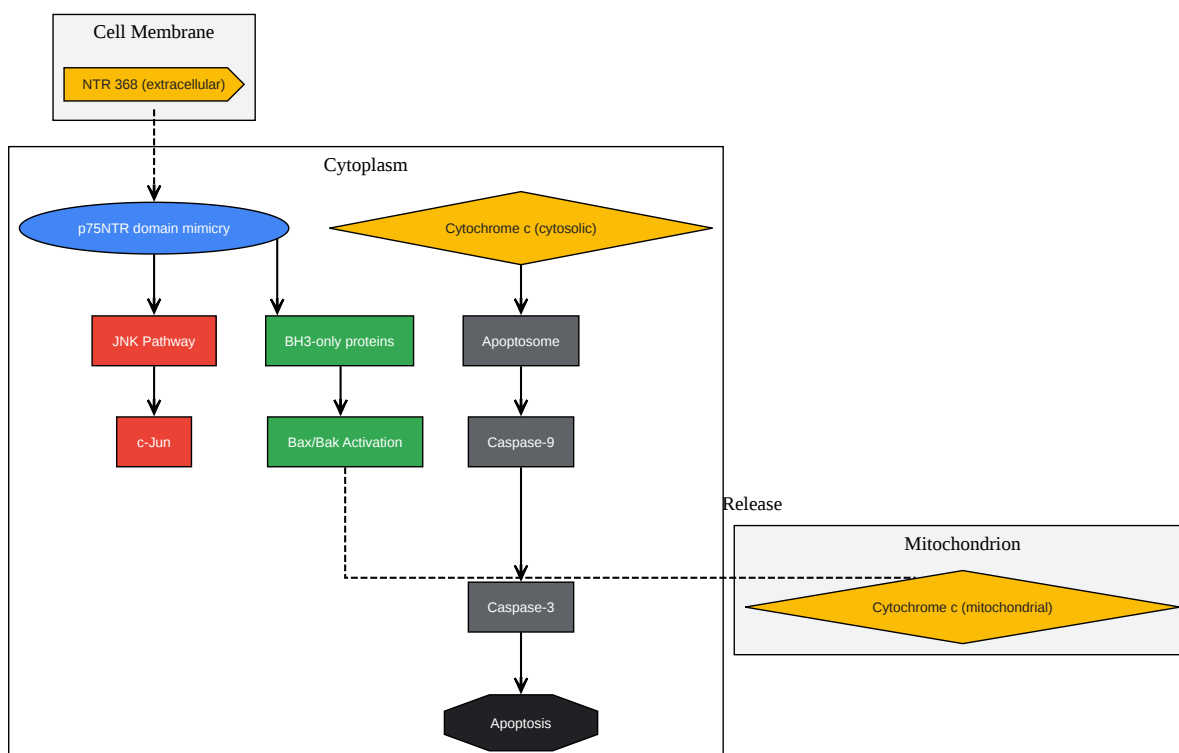 Cell Membrane
NTR 368 (extracellular)
Cytoplasm
p75NTR domain mimicry
Cytochrome c (cytosolic)
JNK Pathway
BH3-only proteins
Apoptosome
c-Jun
Bax/Bak Activation
Caspase-9
Release
Mitochondrion
Caspase-3
Cytochrome c (mitochondrial)
Apoptosis